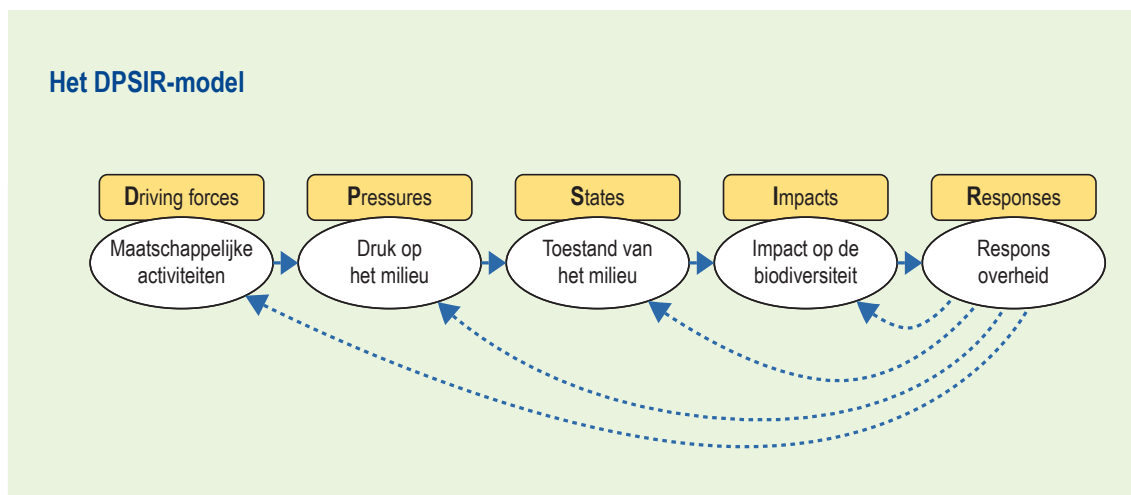 Het DPSIR-model
Driving forces
Pressures
States
Impacts
Responses
Maatschappelijke
activiteiten
Druk op
het milieu
Toestand van
het milieu
Impact op de
biodiversiteit
Respons
overheid